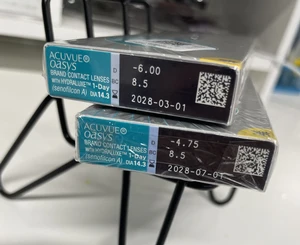 ACUVUE®
OASYS
BRAND CONTACT LENSES
WITH HYDRALUXE™ 1-Day
(senofilcon A) DIA 14.3
D -6.00
BC 8.5
2028-03-01
ACUVUE®
OASYS
BRAND CONTACT LENSES
WITH HYDRALUXE™ 1-Day
(senofilcon A) DIA 14.3
D -4.75
8.5
2028-07-01